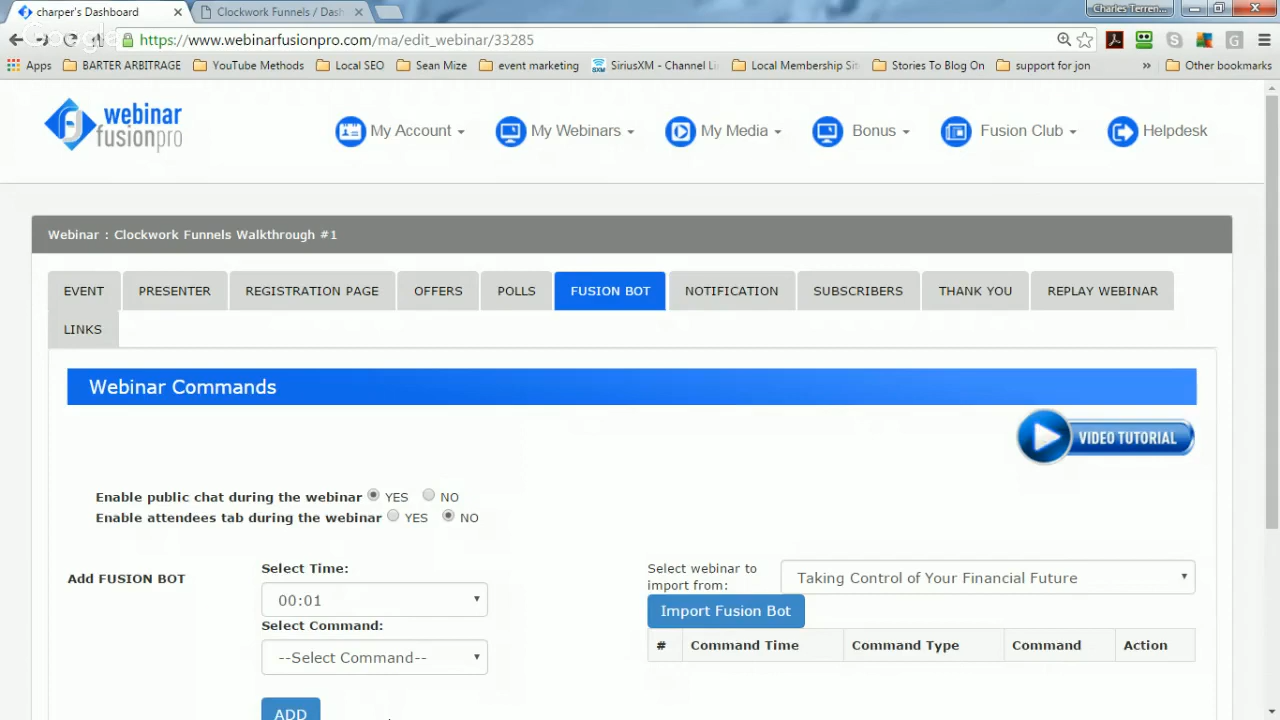 charper's Dashboard
Clockwork Funnels / Dash
Charles Terren...
https://www.webinarfusionpro.com/ma/edit_webinar/33285
Apps BARTER ARBITRAGE YouTube Methods Local SEO Sean Mize event marketing SiriusXM - Channel Li Local Membership Sit Stories To Blog On support for jon » Other bookmarks
webinar
fusionpro
My Account My Webinars My Media Bonus Fusion Club Helpdesk
Webinar : Clockwork Funnels Walkthrough #1
EVENT PRESENTER REGISTRATION PAGE OFFERS POLLS FUSION BOT NOTIFICATION SUBSCRIBERS THANK YOU REPLAY WEBINAR
LINKS
Webinar Commands
VIDEO TUTORIAL
Enable public chat during the webinar YES NO
Enable attendees tab during the webinar YES NO
Add FUSION BOT
Select Time:
00:01
Select Command:
--Select Command--
ADD
Select webinar to
import from:
Taking Control of Your Financial Future
Import Fusion Bot
# Command Time Command Type Command Action